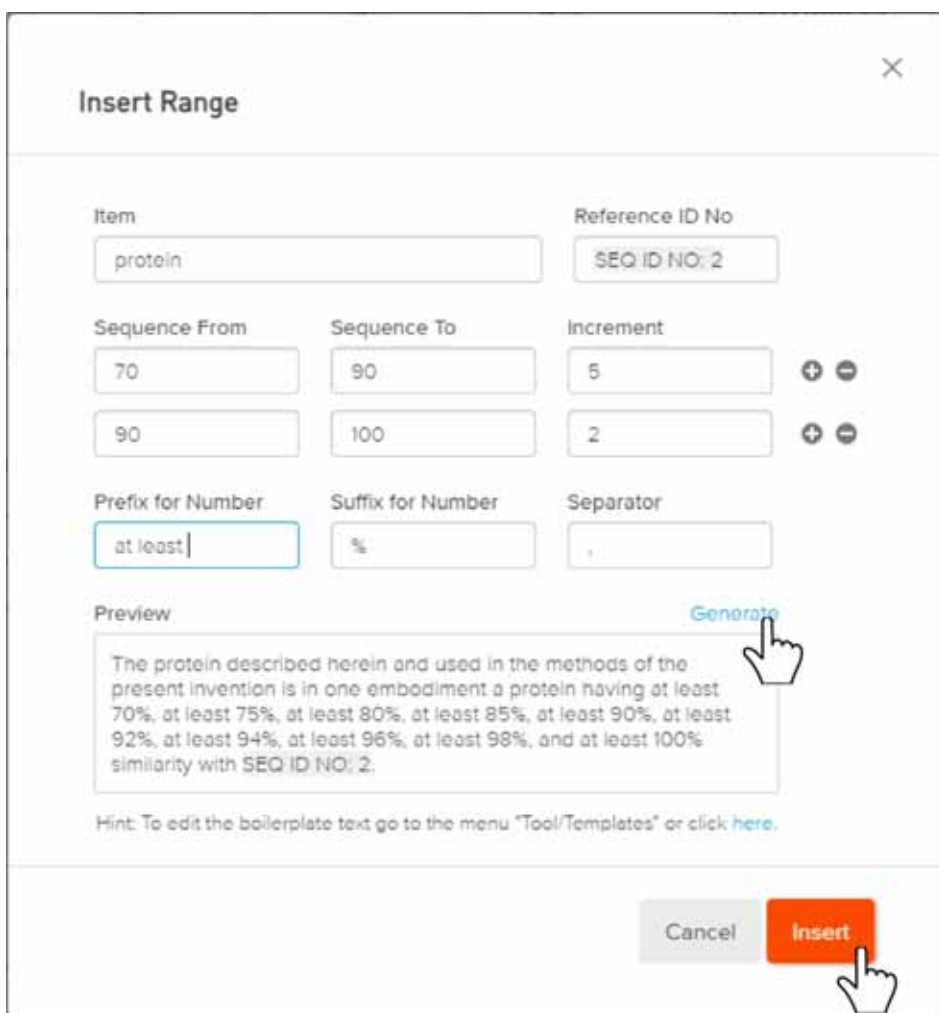 Insert Range
Item Reference ID No
protein SEQ ID NO: 2
Sequence From Sequence To Increment
70 90 5
90 100 2
Prefix for Number Suffix for Number Separator
at least % ,
Preview Generate
The protein described herein and used in the methods of the
present invention is in one embodiment a protein having at least
70%, at least 75%, at least 80%, at least 85%, at least 90%, at least
92%, at least 94%, at least 96%, at least 98%, and at least 100%
similarity with SEQ ID NO: 2.
Hint: To edit the boilerplate text go to the menu "Tool/Templates" or click here.
Cancel Insert